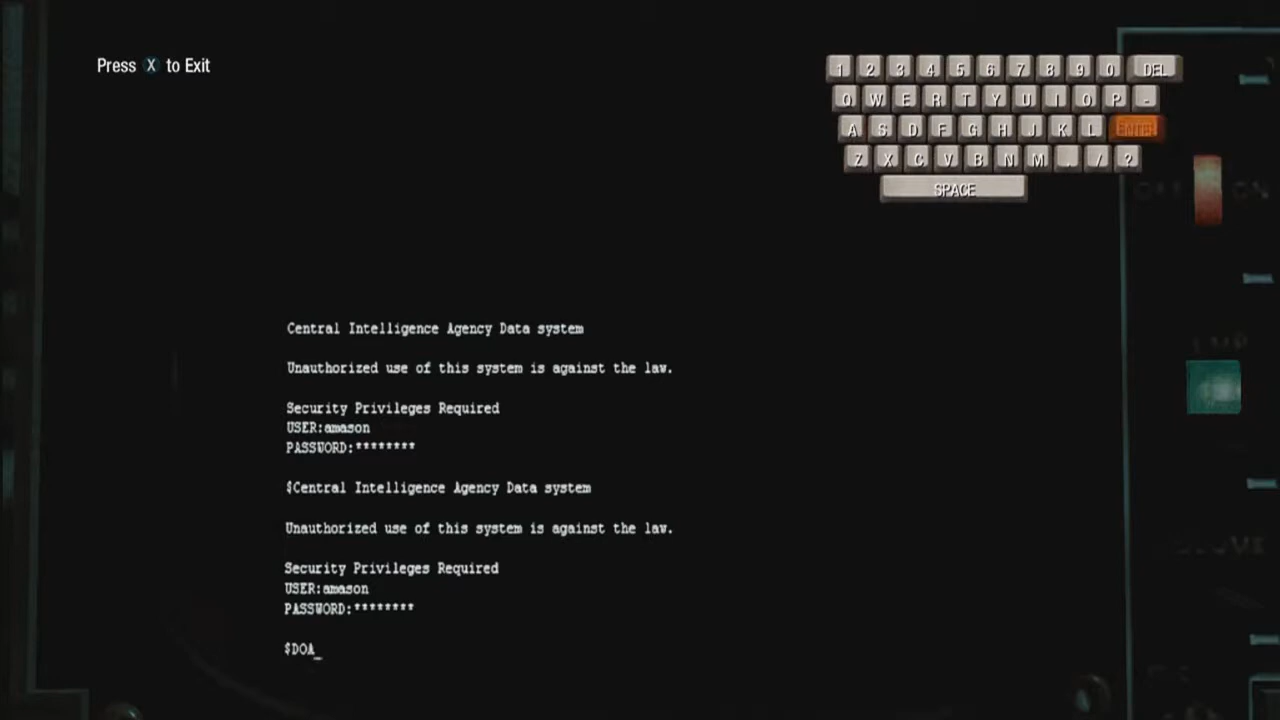 Press X to Exit
1 2 3 4 5 6 7 8 9 0 DEL
Q W E R T Y U I O P -
A S D F G H J K L ENTER
Z X C V B N M . / ?
SPACE
OFF ON
Central Intelligence Agency Data system
Unauthorized use of this system is against the law.
Security Privileges Required
USER:amason
PASSWORD:********
$Central Intelligence Agency Data system
Unauthorized use of this system is against the law.
Security Privileges Required
USER:amason
PASSWORD:********
$DOA_